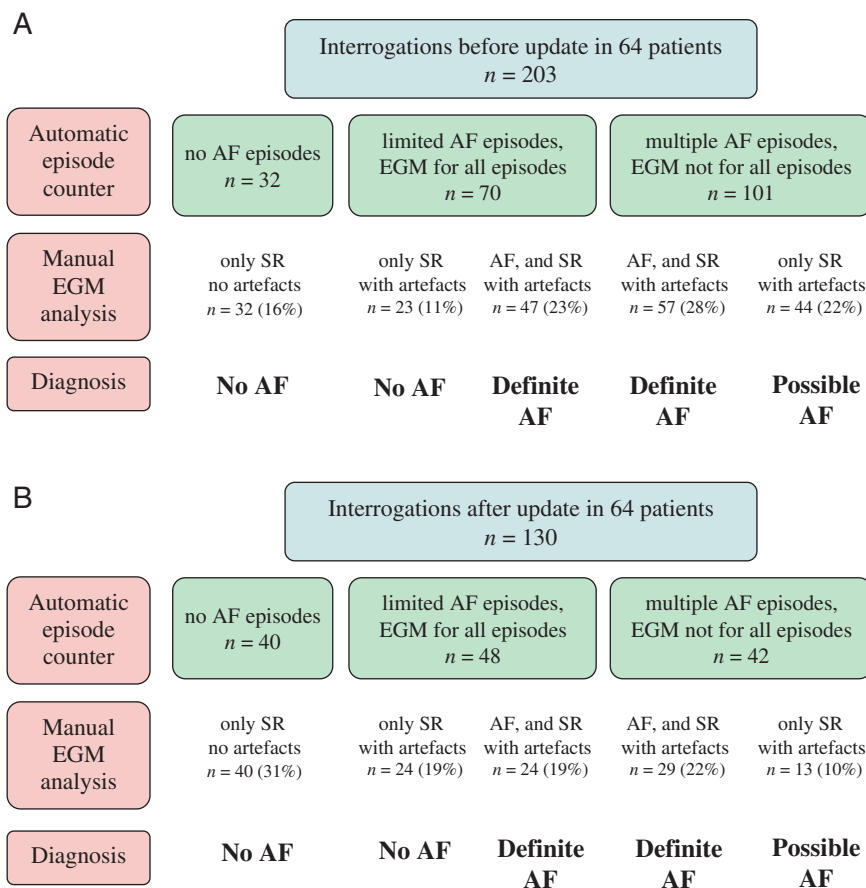 A
Interrogations before update in 64 patients
n = 203
Automatic
episode
counter
no AF episodes
n = 32
limited AF episodes,
EGM for all episodes
n = 70
multiple AF episodes,
EGM not for all episodes
n = 101
Manual
EGM
analysis
only SR
no artefacts
n = 32 (16%)
only SR
with artefacts
n = 23 (11%)
AF, and SR
with artefacts
n = 47 (23%)
AF, and SR
with artefacts
n = 57 (28%)
only SR
with artefacts
n = 44 (22%)
Diagnosis
No AF
No AF
Definite
AF
Definite
AF
Possible
AF
B
Interrogations after update in 64 patients
n = 130
Automatic
episode
counter
no AF episodes
n = 40
limited AF episodes,
EGM for all episodes
n = 48
multiple AF episodes,
EGM not for all episodes
n = 42
Manual
EGM
analysis
only SR
no artefacts
n = 40 (31%)
only SR
with artefacts
n = 24 (19%)
AF, and SR
with artefacts
n = 24 (19%)
AF, and SR
with artefacts
n = 29 (22%)
only SR
with artefacts
n = 13 (10%)
Diagnosis
No AF
No AF
Definite
AF
Definite
AF
Possible
AF